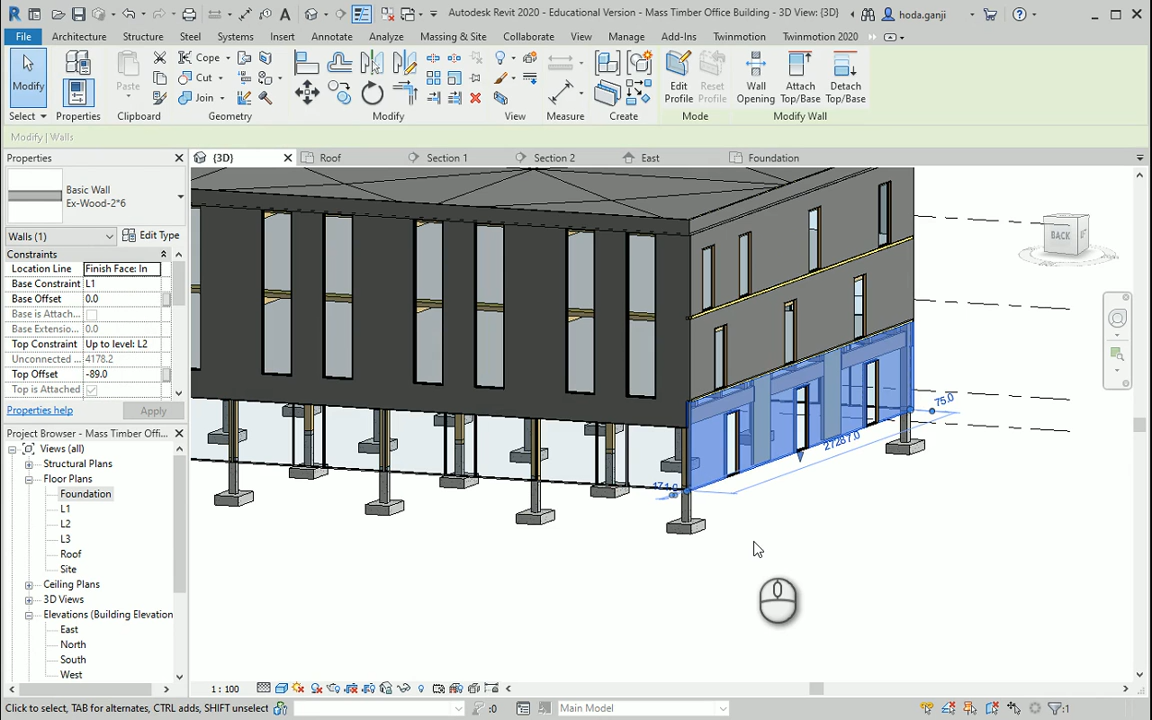 Autodesk Revit 2020 - Educational Version - Mass Timber Office Building - 3D View: {3D}
hoda.ganji
File Architecture Structure Steel Systems Insert Annotate Analyze Massing & Site Collaborate View Manage Add-Ins Twinmotion Twinmotion 2020
Modify
Paste
Cope
Cut
Join
Edit Profile
Reset Profile
Wall Opening
Attach Top/Base
Detach Top/Base
Select Properties Clipboard Geometry Modify View Measure Create Mode Modify Wall
Modify | Walls
Properties
{3D} Roof Section 1 Section 2 East Foundation
Basic Wall
Ex-Wood-2*6
Walls (1) Edit Type
Constraints
Location Line Finish Face: In
Base Constraint L1
Base Offset 0.0
Base is Attach...
Base Extensio... 0.0
Top Constraint Up to level: L2
Unconnected ... 4178.2
Top Offset -89.0
Top is Attached
Properties help Apply
BACK
75.0
27287.0
171.0
Project Browser - Mass Timber Offi...
Views (all)
Structural Plans
Floor Plans
Foundation
L1
L2
L3
Roof
Site
Ceiling Plans
3D Views
Elevations (Building Elevation
East
North
South
West
1 : 100
Click to select, TAB for alternates, CTRL adds, SHIFT unselect
:0
Main Model
:1